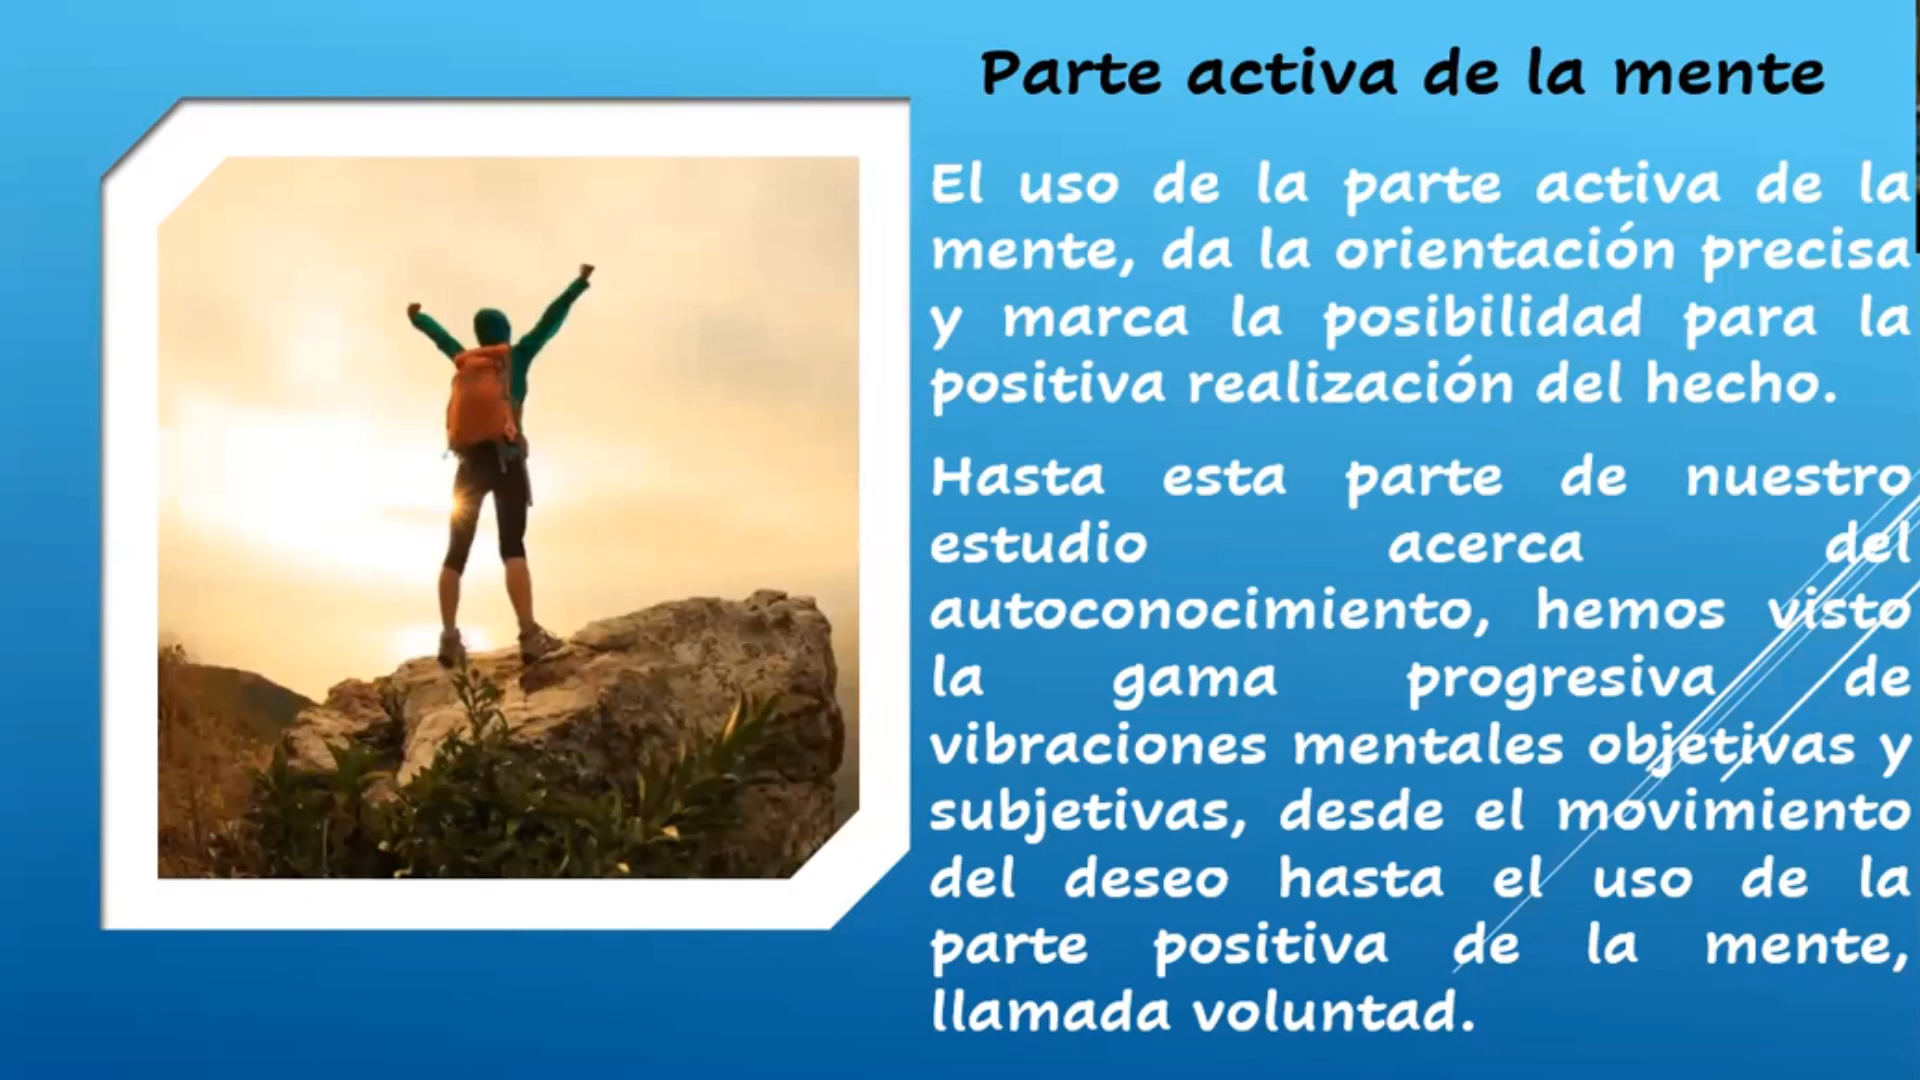 Parte activa de la mente
El uso de la parte activa de la
mente, da la orientación precisa
y marca la posibilidad para la
positiva realización del hecho.
Hasta esta parte de nuestro
estudio acerca del
autoconocimiento, hemos visto
la gama progresiva de
vibraciones mentales objetivas y
subjetivas, desde el movimiento
del deseo hasta el uso de la
parte positiva de la mente,
llamada voluntad.